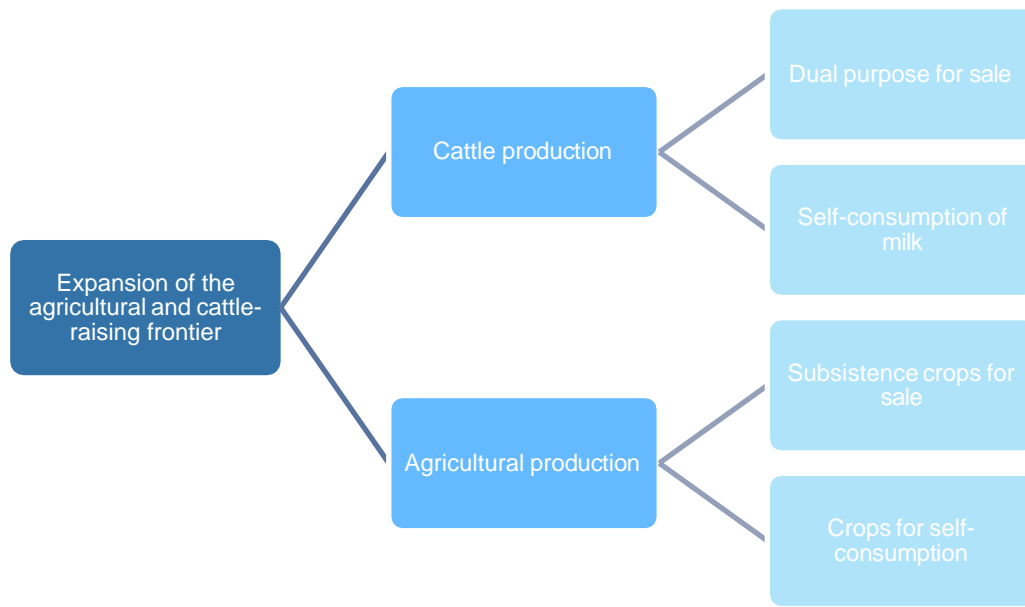 Expansion of the
agricultural and cattle-
raising frontier
Cattle production
Dual purpose for sale
Self-consumption of
milk
Agricultural production
Subsistence crops for
sale
Crops for self-
consumption